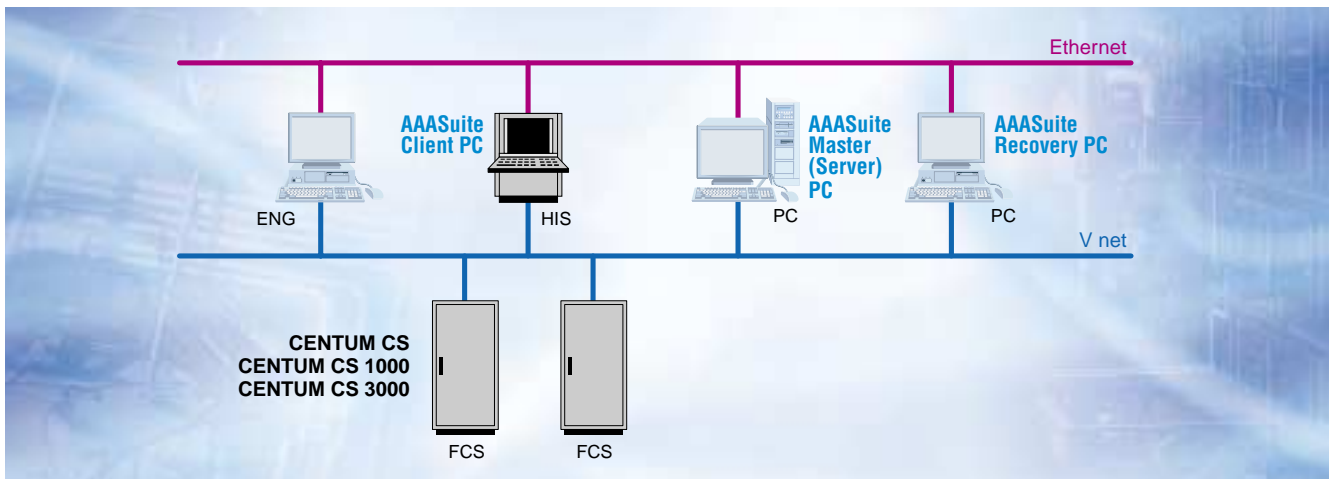 Ethernet
AAASuite
Client PC
AAASuite
Master
(Server)
PC
AAASuite
Recovery PC
ENG
HIS
PC
PC
V net
CENTUM CS
CENTUM CS 1000
CENTUM CS 3000
FCS
FCS